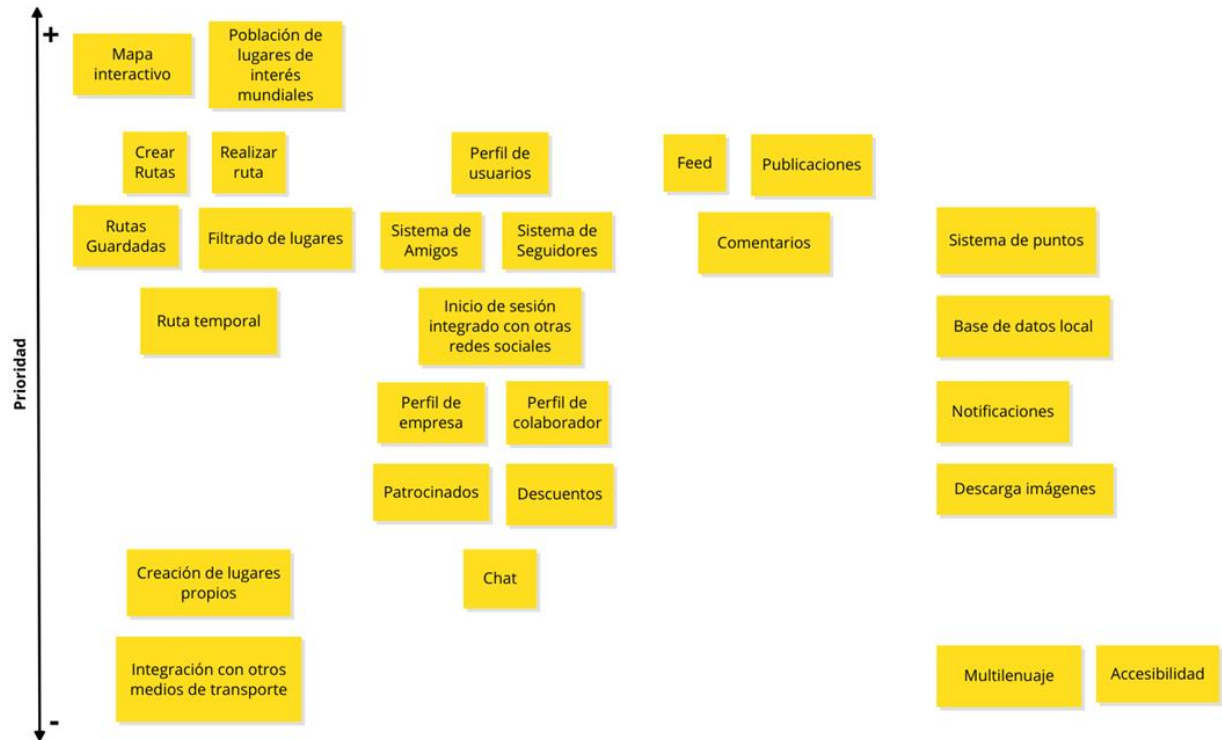 +
Mapa
interactivo
Población de
lugares de
interés
mundiales
Crear
Rutas
Realizar
ruta
Perfil de
usuarios
Feed
Publicaciones
Rutas
Guardadas
Filtrado de lugares
Sistema de
Amigos
Sistema de
Seguidores
Comentarios
Sistema de puntos
Ruta temporal
Inicio de sesión
integrado con otras
redes sociales
Base de datos local
Prioridad
Perfil de
empresa
Perfil de
colaborador
Notificaciones
Patrocinados
Descuentos
Descarga imágenes
Creación de lugares
propios
Chat
Integración con otros
medios de transporte
Multilenuaje
Accesibilidad
-